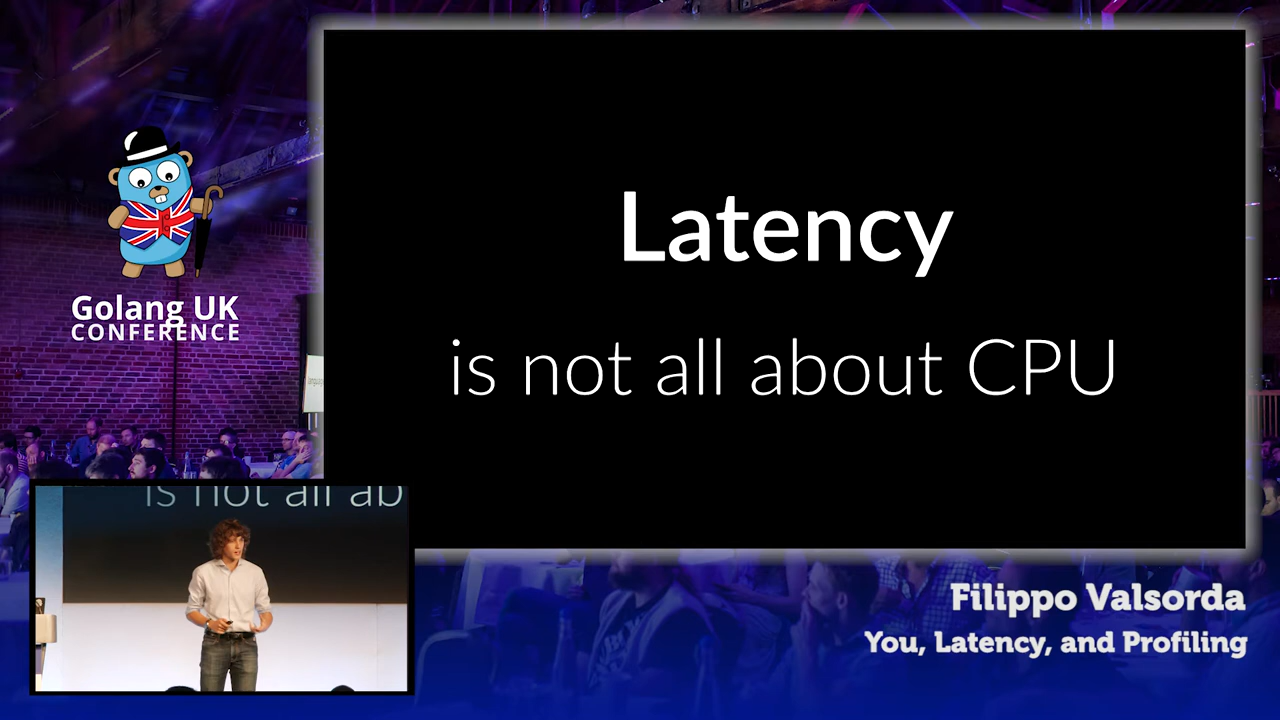 Latency
is not all about CPU
Golang UK
CONFERENCE
is not all ab
Filippo Valsorda
You, Latency, and Profiling